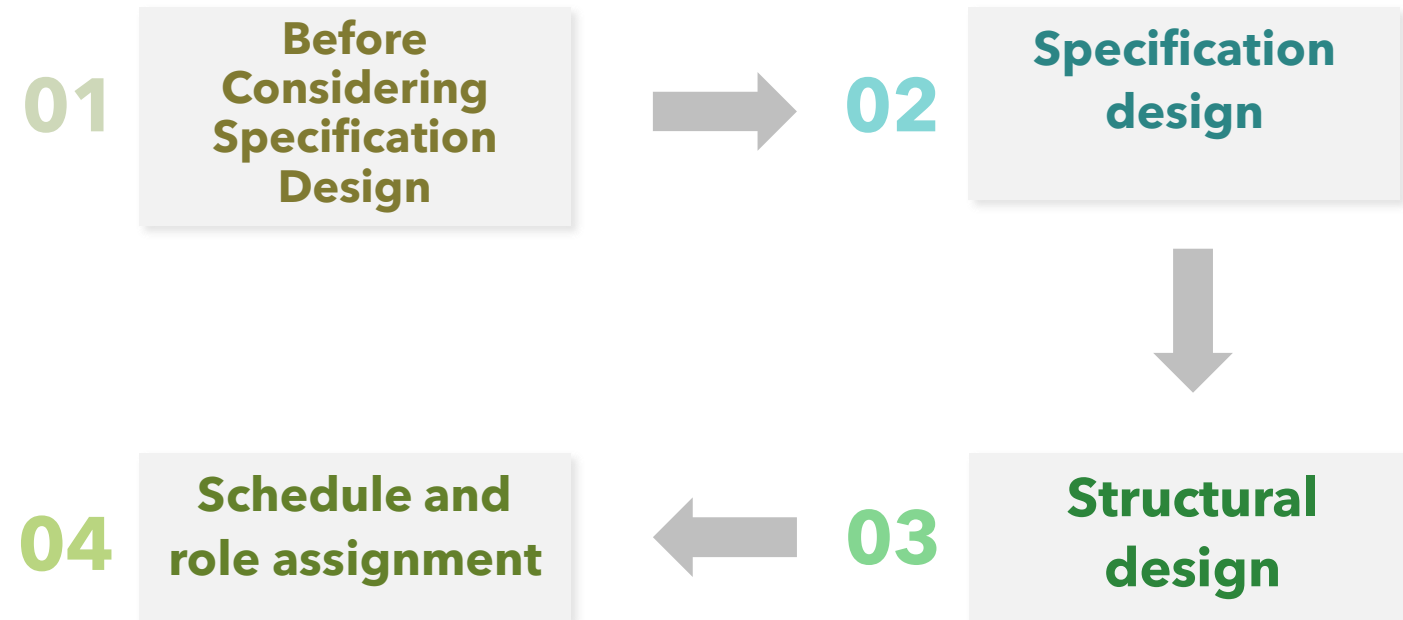 01
Before
Considering
Specification
Design
02
Specification
design
03
Structural
design
04
Schedule and
role assignment